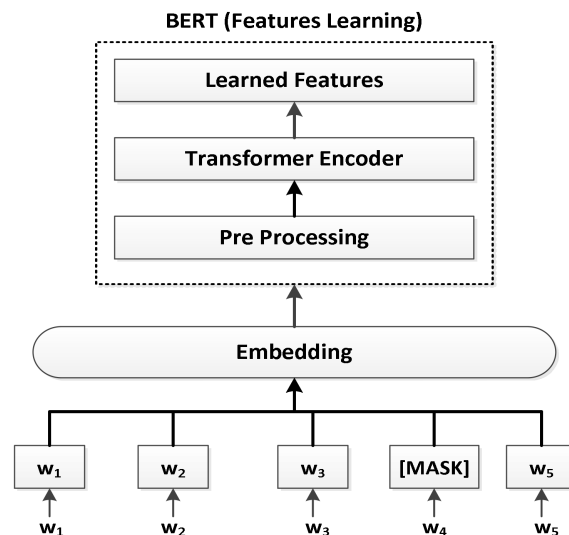 BERT (Features Learning)
Learned Features
Transformer Encoder
Pre Processing
Embedding
w₁ w₂ w₃ [MASK] w₅
w₁ w₂ w₃ w₄ w₅